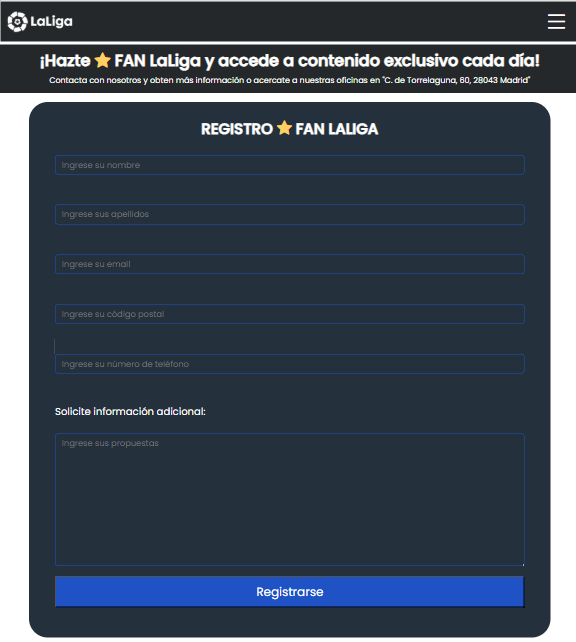 LaLiga
¡Hazte ⭐ FAN LaLiga y accede a contenido exclusivo cada día!
Contacta con nosotros y obten más información o acercate a nuestras oficinas en "C. de Torrelaguna, 60, 28043 Madrid"
REGISTRO ⭐ FAN LALIGA
Ingrese su nombre
Ingrese sus apellidos
Ingrese su email
Ingrese su código postal
Ingrese su número de teléfono
Solicite información adicional:
Ingrese sus propuestas
Registrarse